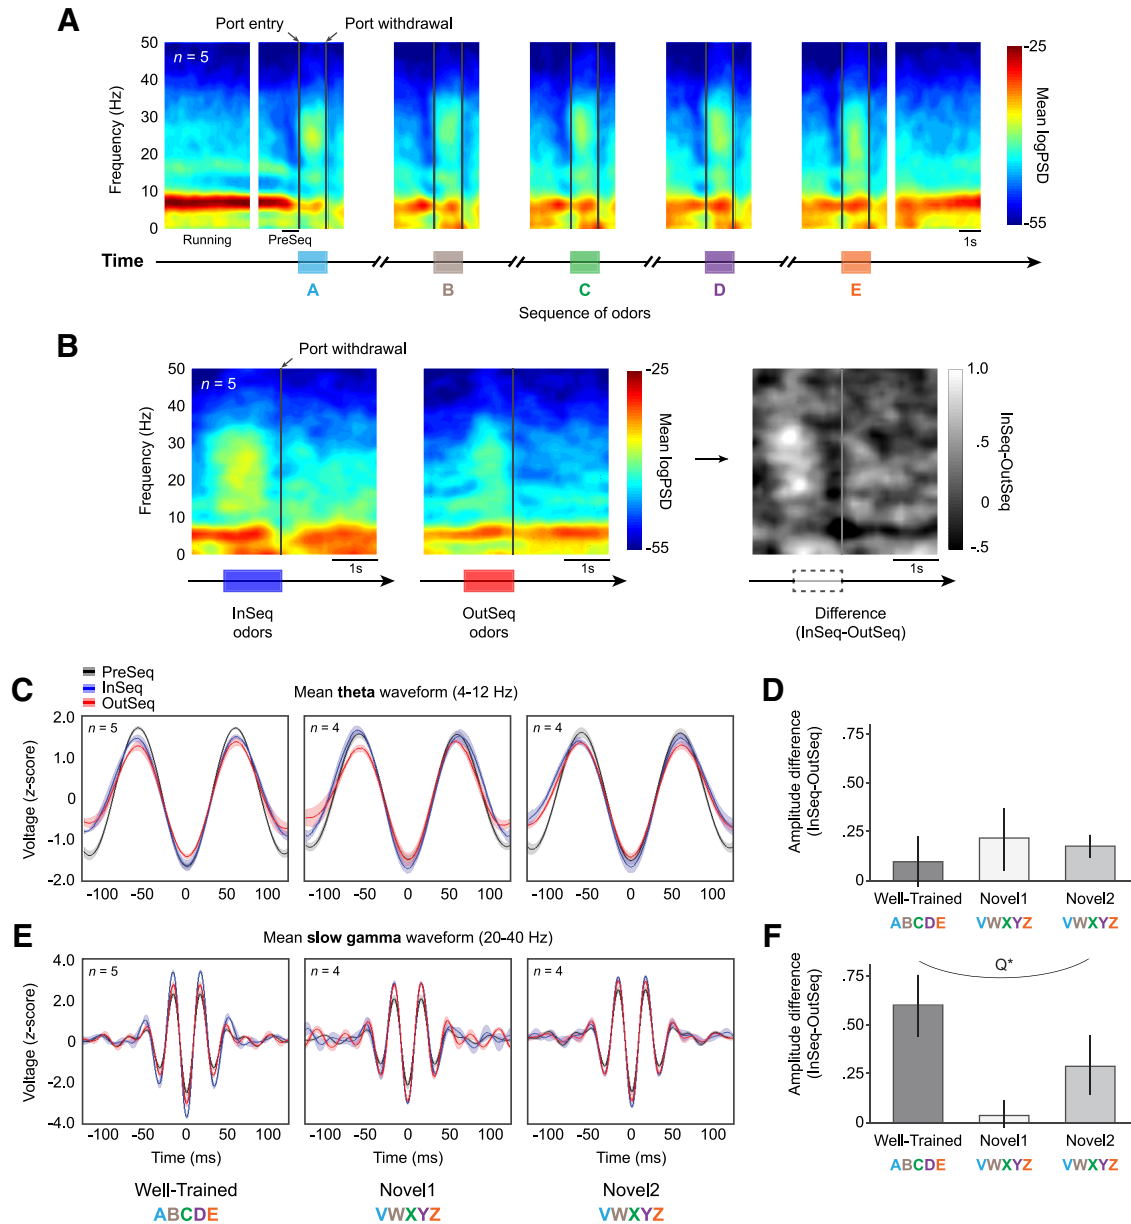 A
Port entry
Port withdrawal
50
40
30
20
10
0
Frequency (Hz)
n = 5
Running
PreSeq
1s
-25
-55
Mean logPSD
Time
A
B
C
D
E
Sequence of odors
B
Port withdrawal
50
40
30
20
10
0
Frequency (Hz)
n = 5
1s
1s
-25
-55
Mean logPSD
1.0
.5
0
-.5
InSeq-OutSeq
1s
InSeq
odors
OutSeq
odors
Difference
(InSeq-OutSeq)
C
PreSeq
InSeq
OutSeq
Mean theta waveform (4-12 Hz)
2.0
1.0
0
-1.0
-2.0
Voltage (z-score)
n = 5
n = 4
n = 4
-100 -50 0 50 100
-100 -50 0 50 100
-100 -50 0 50 100
D
Amplitude difference
(InSeq-OutSeq)
.75
.50
.25
0
Well-Trained
Novel1
Novel2
ABCDE
VWXYZ
VWXYZ
E
Mean slow gamma waveform (20-40 Hz)
4.0
2.0
0
-2.0
-4.0
Voltage (z-score)
n = 5
n = 4
n = 4
-100 -50 0 50 100
-100 -50 0 50 100
-100 -50 0 50 100
Time (ms)
Time (ms)
Time (ms)
Well-Trained
Novel1
Novel2
ABCDE
VWXYZ
VWXYZ
F
Q*
Amplitude difference
(InSeq-OutSeq)
.75
.50
.25
0
Well-Trained
Novel1
Novel2
ABCDE
VWXYZ
VWXYZ